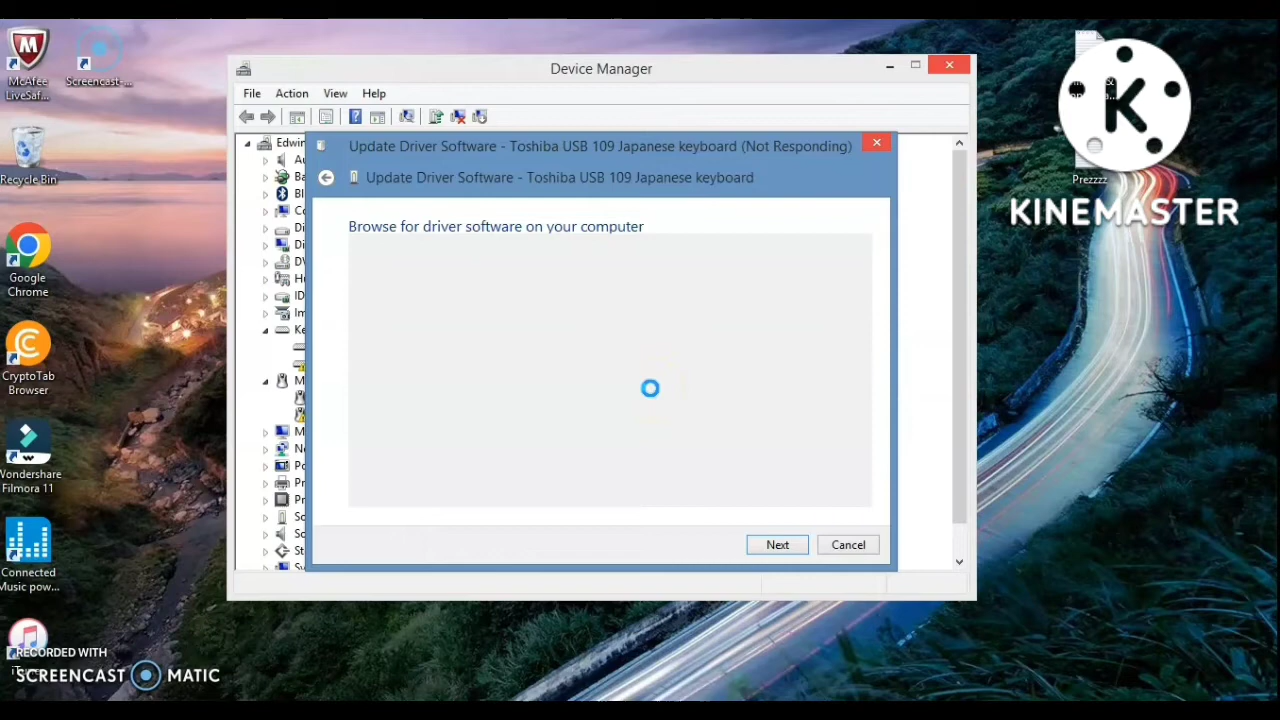 McAfee
LiveSaf...
Screencast-...
Recycle Bin
Google
Chrome
CryptoTab
Browser
Wondershare
Filmora 11
Connected
Music pow...
RECORDED WITH
SCREENCAST MATIC
Device Manager
File Action View Help
Edwin
Update Driver Software - Toshiba USB 109 Japanese keyboard (Not Responding)
Update Driver Software - Toshiba USB 109 Japanese keyboard
Browse for driver software on your computer
Next Cancel
Prezzzz
K
KINEMASTER